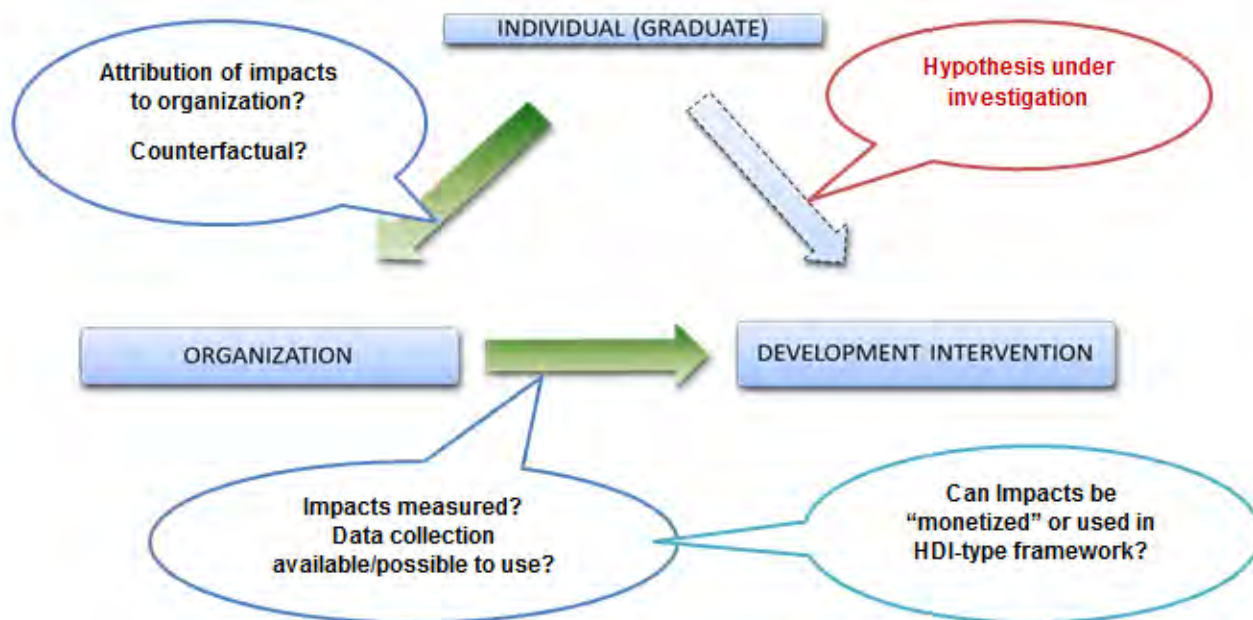 INDIVIDUAL (GRADUATE)
Attribution of impacts
to organization?
Counterfactual?
Hypothesis under
investigation
ORGANIZATION
DEVELOPMENT INTERVENTION
Impacts measured?
Data collection
available/possible to use?
Can Impacts be
“monetized” or used in
HDI-type framework?